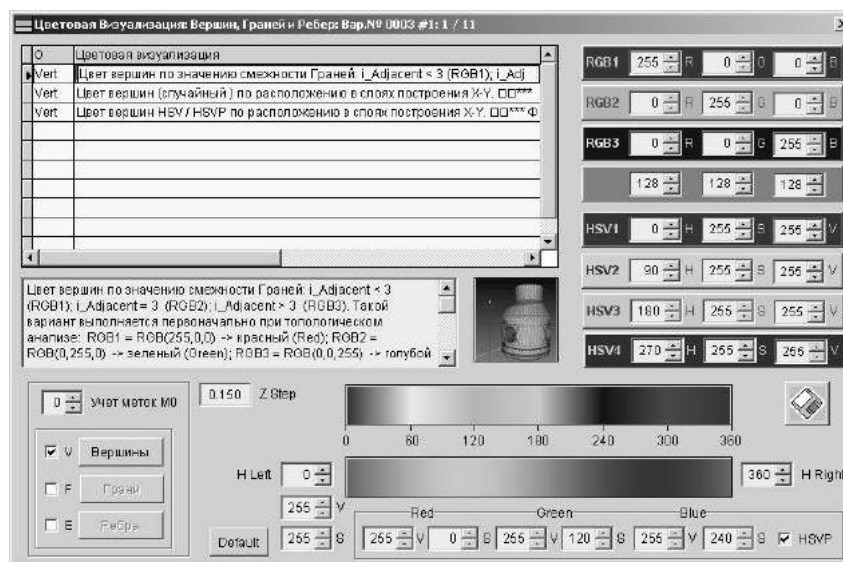 Цветовая Визуализация: Вершин, Граней и Ребер: Вар.№ 0003 #1: 1 / 11
О Цветовая визуализация
Vert Цвет вершин по значению смежности Граней: i_Adjacent < 3 (RGB1); i_Adj
Vert Цвет вершин (случайный ) по расположению в слоях построения X-Y. □□***
Vert Цвет вершин HSV / HSVP по расположению в слоях построения X-Y. □□*** Ф
RGB1 255 R 0 G 0 B
RGB2 0 R 255 G 0 B
RGB3 0 R 0 G 255 B
128 128 128
HSV1 0 H 255 S 255 V
HSV2 90 H 255 S 255 V
HSV3 180 H 255 S 255 V
HSV4 270 H 255 S 255 V
Цвет вершин по значению смежности Граней: i_Adjacent < 3
(RGB1); i_Adjacent = 3 (RGB2); i_Adjacent > 3 (RGB3). Такой
вариант выполняется первоначально при топологическом
анализе: RGB1 = RGB(255,0,0) -> красный (Red); RGB2 =
RGB(0,255,0) -> зеленый (Green); RGB3 = RGB(0,0,255) -> голубой
0 Учет меток M0
0.150 Z Step
0 60 120 180 240 300 360
V Вершины
F Грани
E Ребра
H Left 0
360 H Right
255 V
Default 255 S
Red Green Blue
255 V 0 S 255 V 120 S 255 V 240 S HSVP